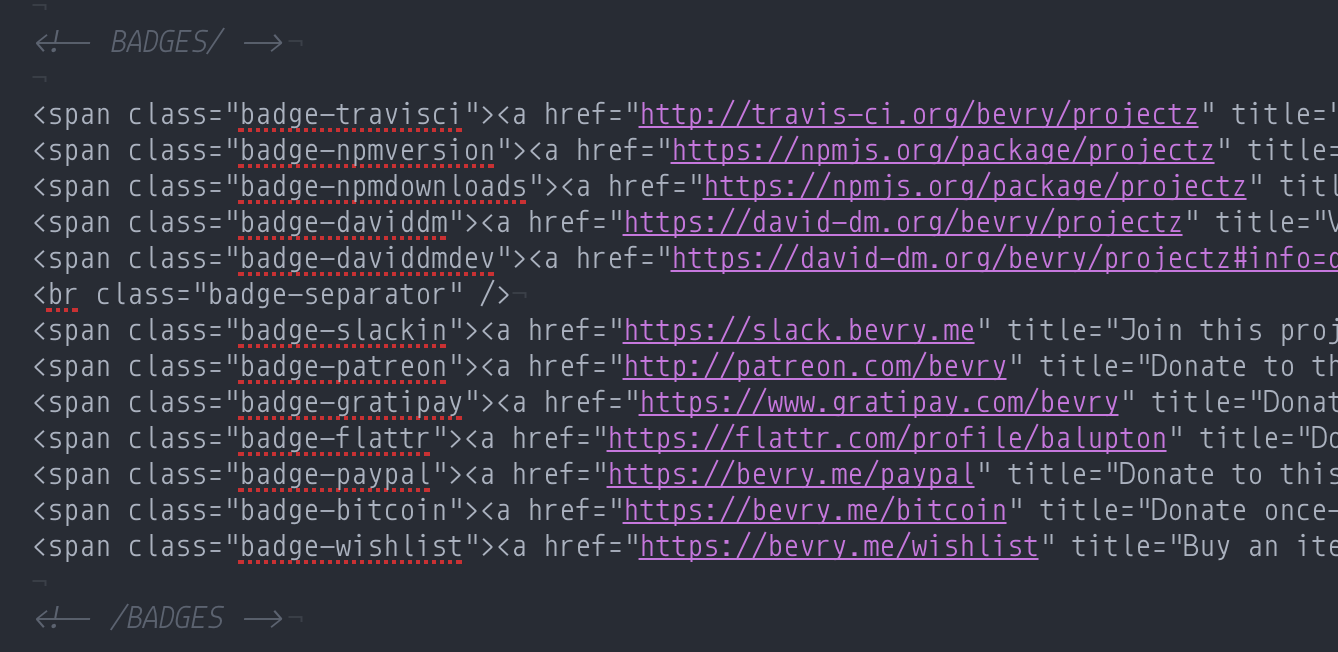 <!-- BADGES/ -->
<span class="badge-travisci"><a href="http://travis-ci.org/bevry/projectz" title="
<span class="badge-npmversion"><a href="https://npmjs.org/package/projectz" title=
<span class="badge-npmdownloads"><a href="https://npmjs.org/package/projectz" titl
<span class="badge-daviddm"><a href="https://david-dm.org/bevry/projectz" title="V
<span class="badge-daviddmdev"><a href="https://david-dm.org/bevry/projectz#info=d
<br class="badge-separator" />
<span class="badge-slackin"><a href="https://slack.bevry.me" title="Join this proj
<span class="badge-patreon"><a href="http://patreon.com/bevry" title="Donate to th
<span class="badge-gratipay"><a href="https://www.gratipay.com/bevry" title="Donat
<span class="badge-flattr"><a href="https://flattr.com/profile/balupton" title="Do
<span class="badge-paypal"><a href="https://bevry.me/paypal" title="Donate to this
<span class="badge-bitcoin"><a href="https://bevry.me/bitcoin" title="Donate once-
<span class="badge-wishlist"><a href="https://bevry.me/wishlist" title="Buy an ite
<!-- /BADGES -->